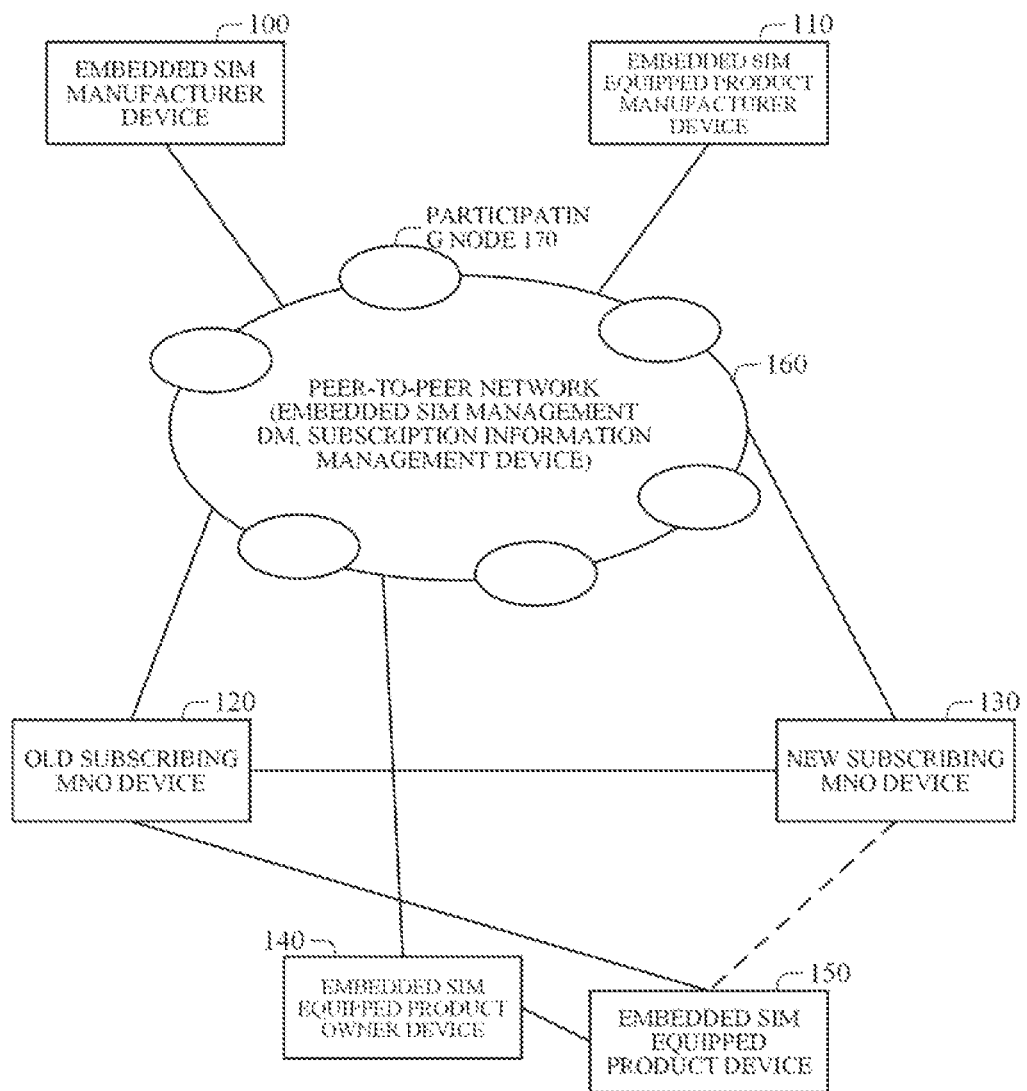 100
EMBEDDED SIM
MANUFACTURER
DEVICE
110
EMBEDDED SIM
EQUIPPED PRODUCT
MANUFACTURER
DEVICE
PARTICIPATIN
G NODE 170
160
PEER-TO-PEER NETWORK
(EMBEDDED SIM MANAGEMENT
DM, SUBSCRIPTION INFORMATION
MANAGEMENT DEVICE)
120
OLD SUBSCRIBING
MNO DEVICE
130
NEW SUBSCRIBING
MNO DEVICE
140
EMBEDDED SIM
EQUIPPED PRODUCT
OWNER DEVICE
150
EMBEDDED SIM
EQUIPPED
PRODUCT DEVICE